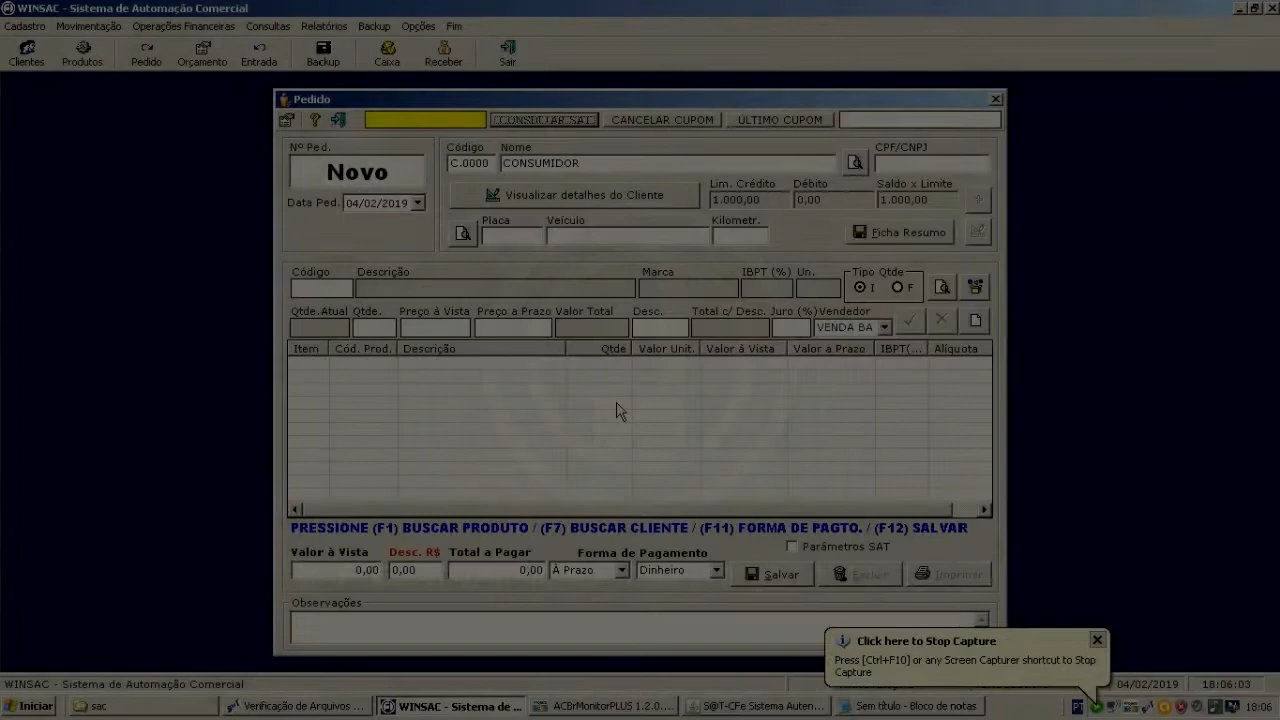 WINSAC - Sistema de Automação Comercial
Cadastro Movimentação Operações Financeiras Consultas Relatórios Backup Opções Fim
Clientes Produtos Pedido Orçamento Entrada Backup Caixa Receber Sair
Pedido
CONSULTAR SAT CANCELAR CUPOM ÚLTIMO CUPOM
Nº Ped. Código Nome CPF/CNPJ
Novo C.0000 CONSUMIDOR
Visualizar detalhes do Cliente Lim. Crédito Débito Saldo x Limite
Data Ped. 04/02/2019 1.000,00 0,00 1.000,00
Placa Veículo Kilometr.
Ficha Resumo
Código Descrição Marca IBPT (%) Un. Tipo Qtde
I F
Qtde.Atual Qtde. Preço à Vista Preço a Prazo Valor Total Desc. Total c/ Desc. Juro (%) Vendedor
VENDA BA
Item Cód. Prod. Descrição Qtde Valor Unit. Valor à Vista Valor a Prazo IBPT(... Alíquota
PRESSIONE (F1) BUSCAR PRODUTO / (F7) BUSCAR CLIENTE / (F11) FORMA DE PAGTO. / (F12) SALVAR
Valor à Vista Desc. R$ Total a Pagar Forma de Pagamento Parâmetros SAT
0,00 0,00 0,00 À Prazo Dinheiro Salvar Excluir Imprimir
Observações
Click here to Stop Capture
Press [Ctrl+F10] or any Screen Capturer shortcut to Stop
Capture
WINSAC - Sistema de Automação Comercial 04/02/2019 18:06:03
Iniciar sac Verificação de Arquivos ... WINSAC - Sistema de ... ACBrMonitorPLUS 1.2.0.... S@T-CFe Sistema Auten... Sem título - Bloco de notas PT 18:06